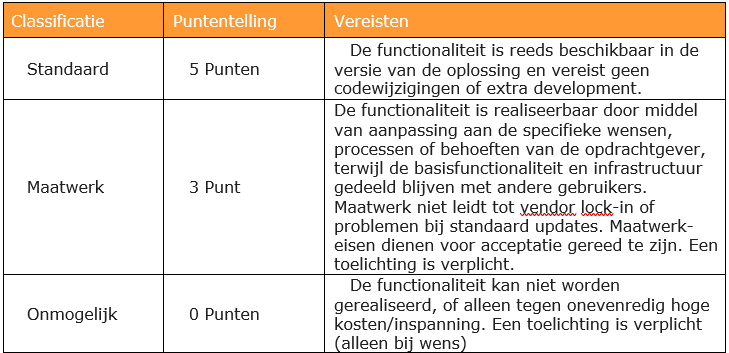 Classificatie Puntentelling Vereisten
Standaard 5 Punten
De functionaliteit is reeds beschikbaar in de
versie van de oplossing en vereist geen
codewijzigingen of extra development.
Maatwerk 3 Punt
De functionaliteit is realiseerbaar door middel
van aanpassing aan de specifieke wensen,
processen of behoeften van de opdrachtgever,
terwijl de basisfunctionaliteit en infrastructuur
gedeeld blijven met andere gebruikers.
Maatwerk niet leidt tot vendor lock-in of
problemen bij standaard updates. Maatwerk-
eisen dienen voor acceptatie gereed te zijn. Een
toelichting is verplicht.
Onmogelijk 0 Punten
De functionaliteit kan niet worden
gerealiseerd, of alleen tegen onevenredig hoge
kosten/inspanning. Een toelichting is verplicht
(alleen bij wens)